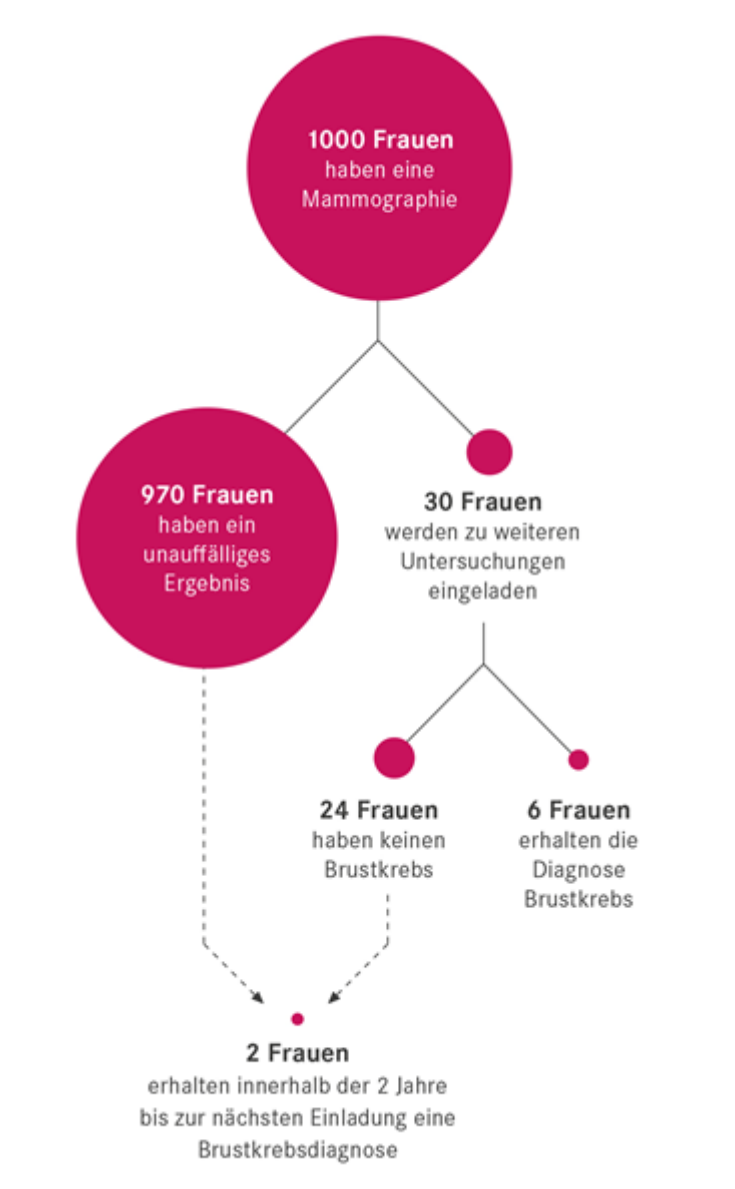 1000 Frauen
haben eine
Mammographie
970 Frauen
haben ein
unauffälliges
Ergebnis
30 Frauen
werden zu weiteren
Untersuchungen
eingeladen
24 Frauen
haben keinen
Brustkrebs
6 Frauen
erhalten die
Diagnose
Brustkrebs
2 Frauen
erhalten innerhalb der 2 Jahre
bis zur nächsten Einladung eine
Brustkrebsdiagnose